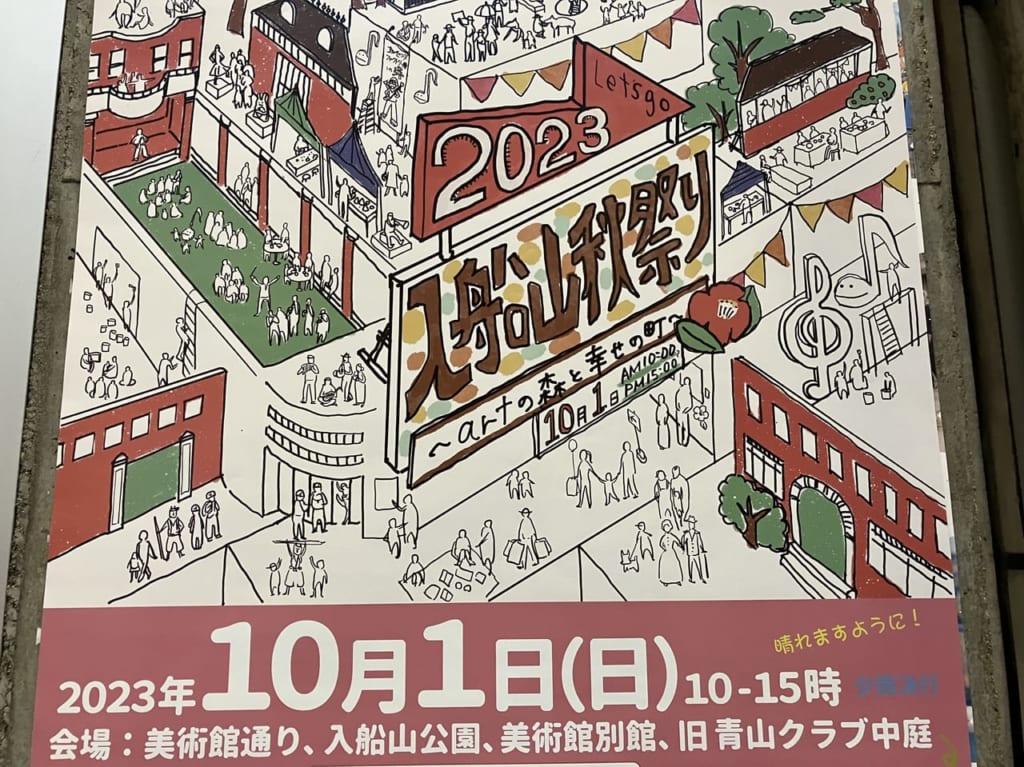 Let's go
2023
入船山秋祭り
～artの森と幸せの町～
10月1日 AM10:00
PM15:00
晴れますように！
2023年10月1日(日)10-15時
会場：美術館通り、入船山公園、美術館別館、旧青山クラブ中庭